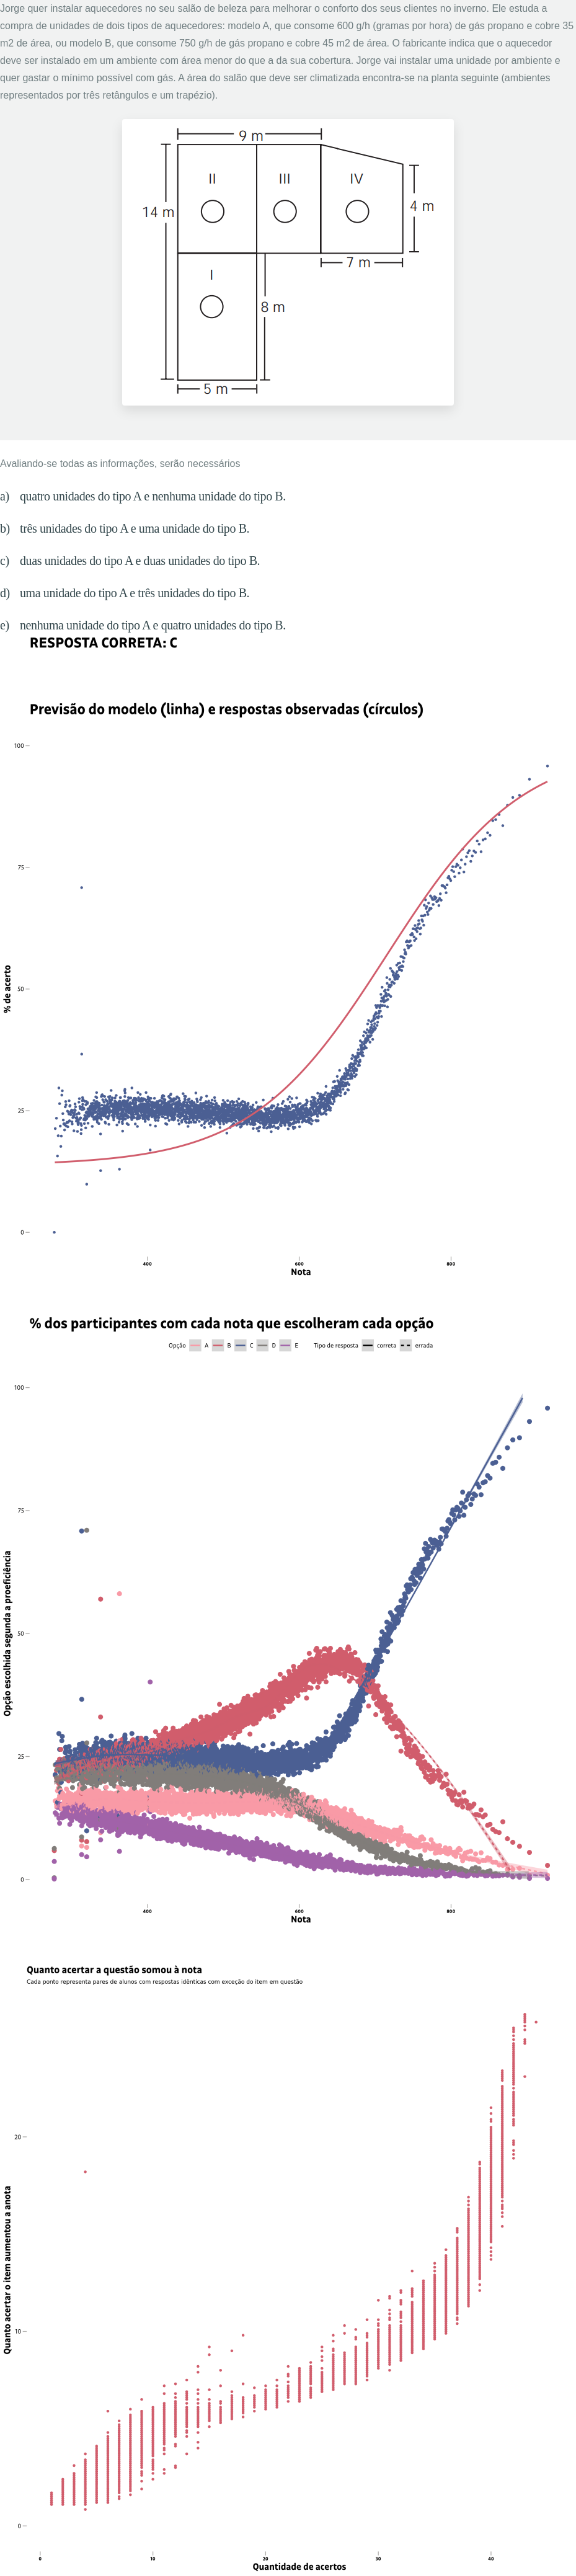 Jorge quer instalar aquecedores no seu salão de beleza para melhorar o conforto dos seus clientes no inverno. Ele estuda a
compra de unidades de dois tipos de aquecedores: modelo A, que consome 600 g/h (gramas por hora) de gás propano e cobre 35
m2 de área, ou modelo B, que consome 750 g/h de gás propano e cobre 45 m2 de área. O fabricante indica que o aquecedor
deve ser instalado em um ambiente com área menor do que a da sua cobertura. Jorge vai instalar uma unidade por ambiente e
quer gastar o mínimo possível com gás. A área do salão que deve ser climatizada encontra-se na planta seguinte (ambientes
representados por três retângulos e um trapézio).
9 m
II
III
IV
14 m
4 m
7 m
I
8 m
5 m
Avaliando-se todas as informações, serão necessários
a) quatro unidades do tipo A e nenhuma unidade do tipo B.
b) três unidades do tipo A e uma unidade do tipo B.
c) duas unidades do tipo A e duas unidades do tipo B.
d) uma unidade do tipo A e três unidades do tipo B.
e) nenhuma unidade do tipo A e quatro unidades do tipo B.
RESPOSTA CORRETA: C
Previsão do modelo (linha) e respostas observadas (círculos)
100
75
50
25
0
% de acerto
400
600
800
Nota
% dos participantes com cada nota que escolheram cada opção
Opção A B C D E Tipo de resposta correta errada
100
75
50
25
0
Opção escolhida segunda a proeficiência
400
600
800
Nota
Quanto acertar a questão somou à nota
Cada ponto representa pares de alunos com respostas idênticas com exceção do item em questão
20
10
0
Quanto acertar o item aumentou a anota
0
10
20
30
40
Quantidade de acertos